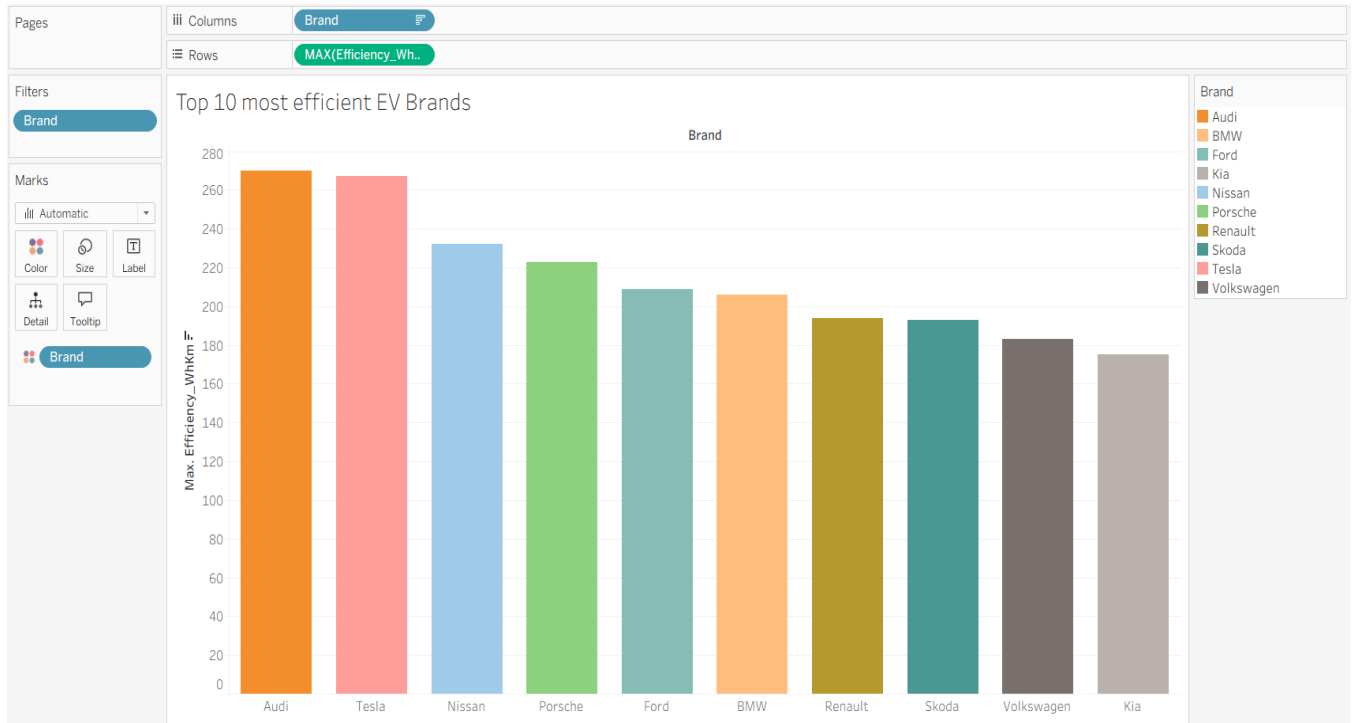 Pages
Columns
Brand
Rows
MAX(Efficiency_Wh..
Filters
Brand
Marks
Automatic
Color
Size
Label
Detail
Tooltip
Brand
Top 10 most efficient EV Brands
Brand
Max. Efficiency_WhKm
280
260
240
220
200
180
160
140
120
100
80
60
40
20
0
Audi
Tesla
Nissan
Porsche
Ford
BMW
Renault
Skoda
Volkswagen
Kia
Brand
Audi
BMW
Ford
Kia
Nissan
Porsche
Renault
Skoda
Tesla
Volkswagen